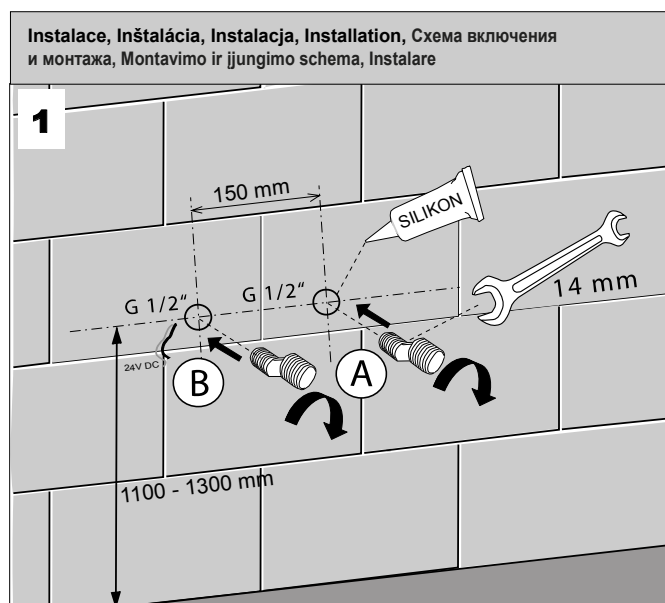 Instalace, Inštalácia, Instalacja, Installation, Схема включения
и монтажа, Montavimo ir įjungimo schema, Instalare
1
150 mm
SILIKON
G 1/2“
G 1/2“
14 mm
24V DC
B
A
1100 - 1300 mm